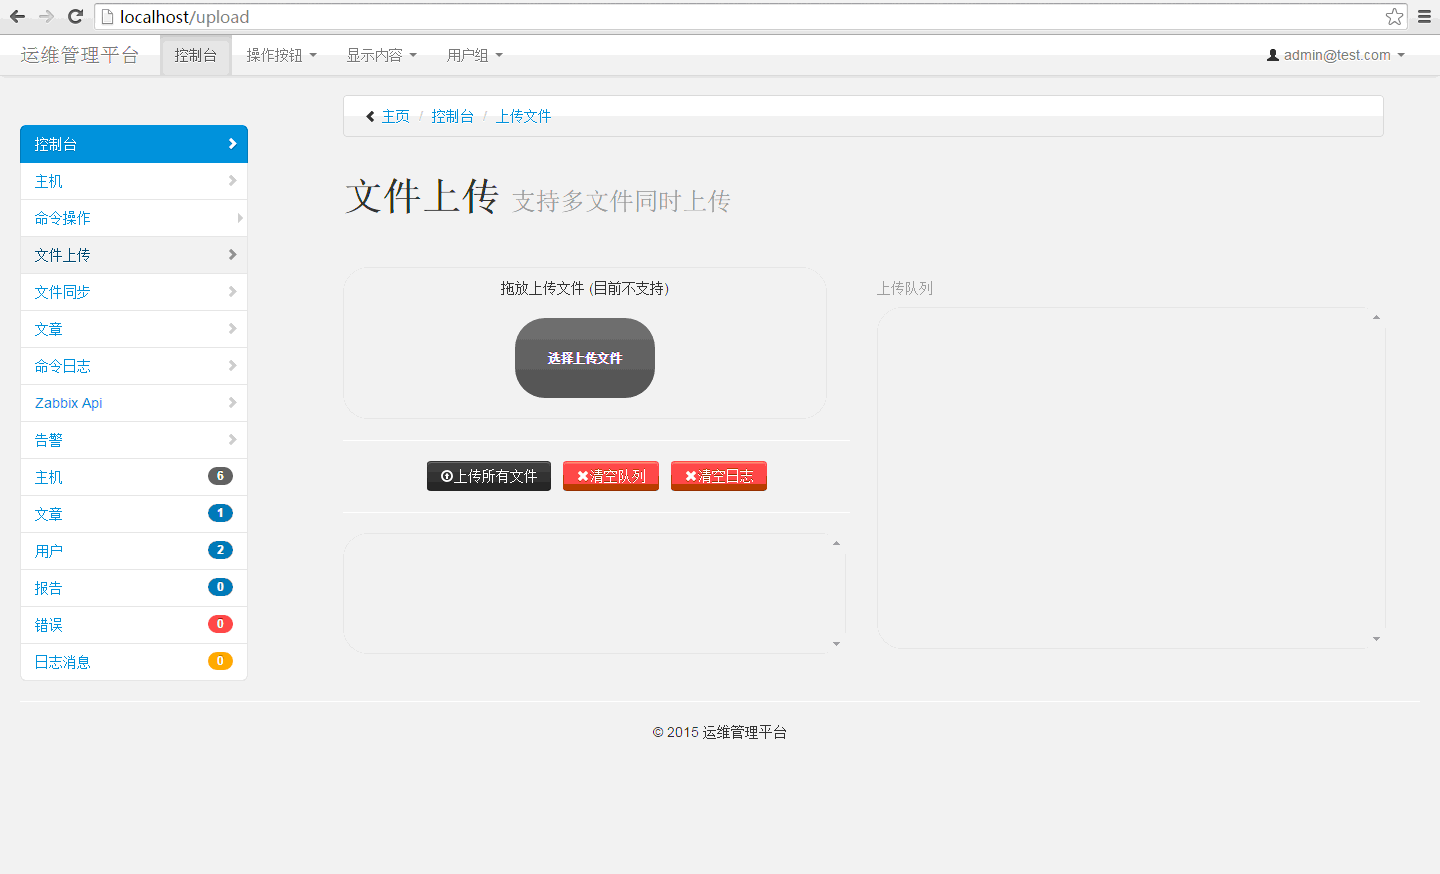 localhost/upload
运维管理平台 控制台 操作按钮 显示内容 用户组 admin@test.com
主页 / 控制台 / 上传文件
控制台
主机
命令操作
文件上传
文件同步
文章
命令日志
Zabbix Api
告警
主机 6
文章 1
用户 2
报告 0
错误 0
日志消息 0
文件上传 支持多文件同时上传
拖放上传文件 (目前不支持)
选择上传文件
上传所有文件 清空队列 清空日志
上传队列
© 2015 运维管理平台